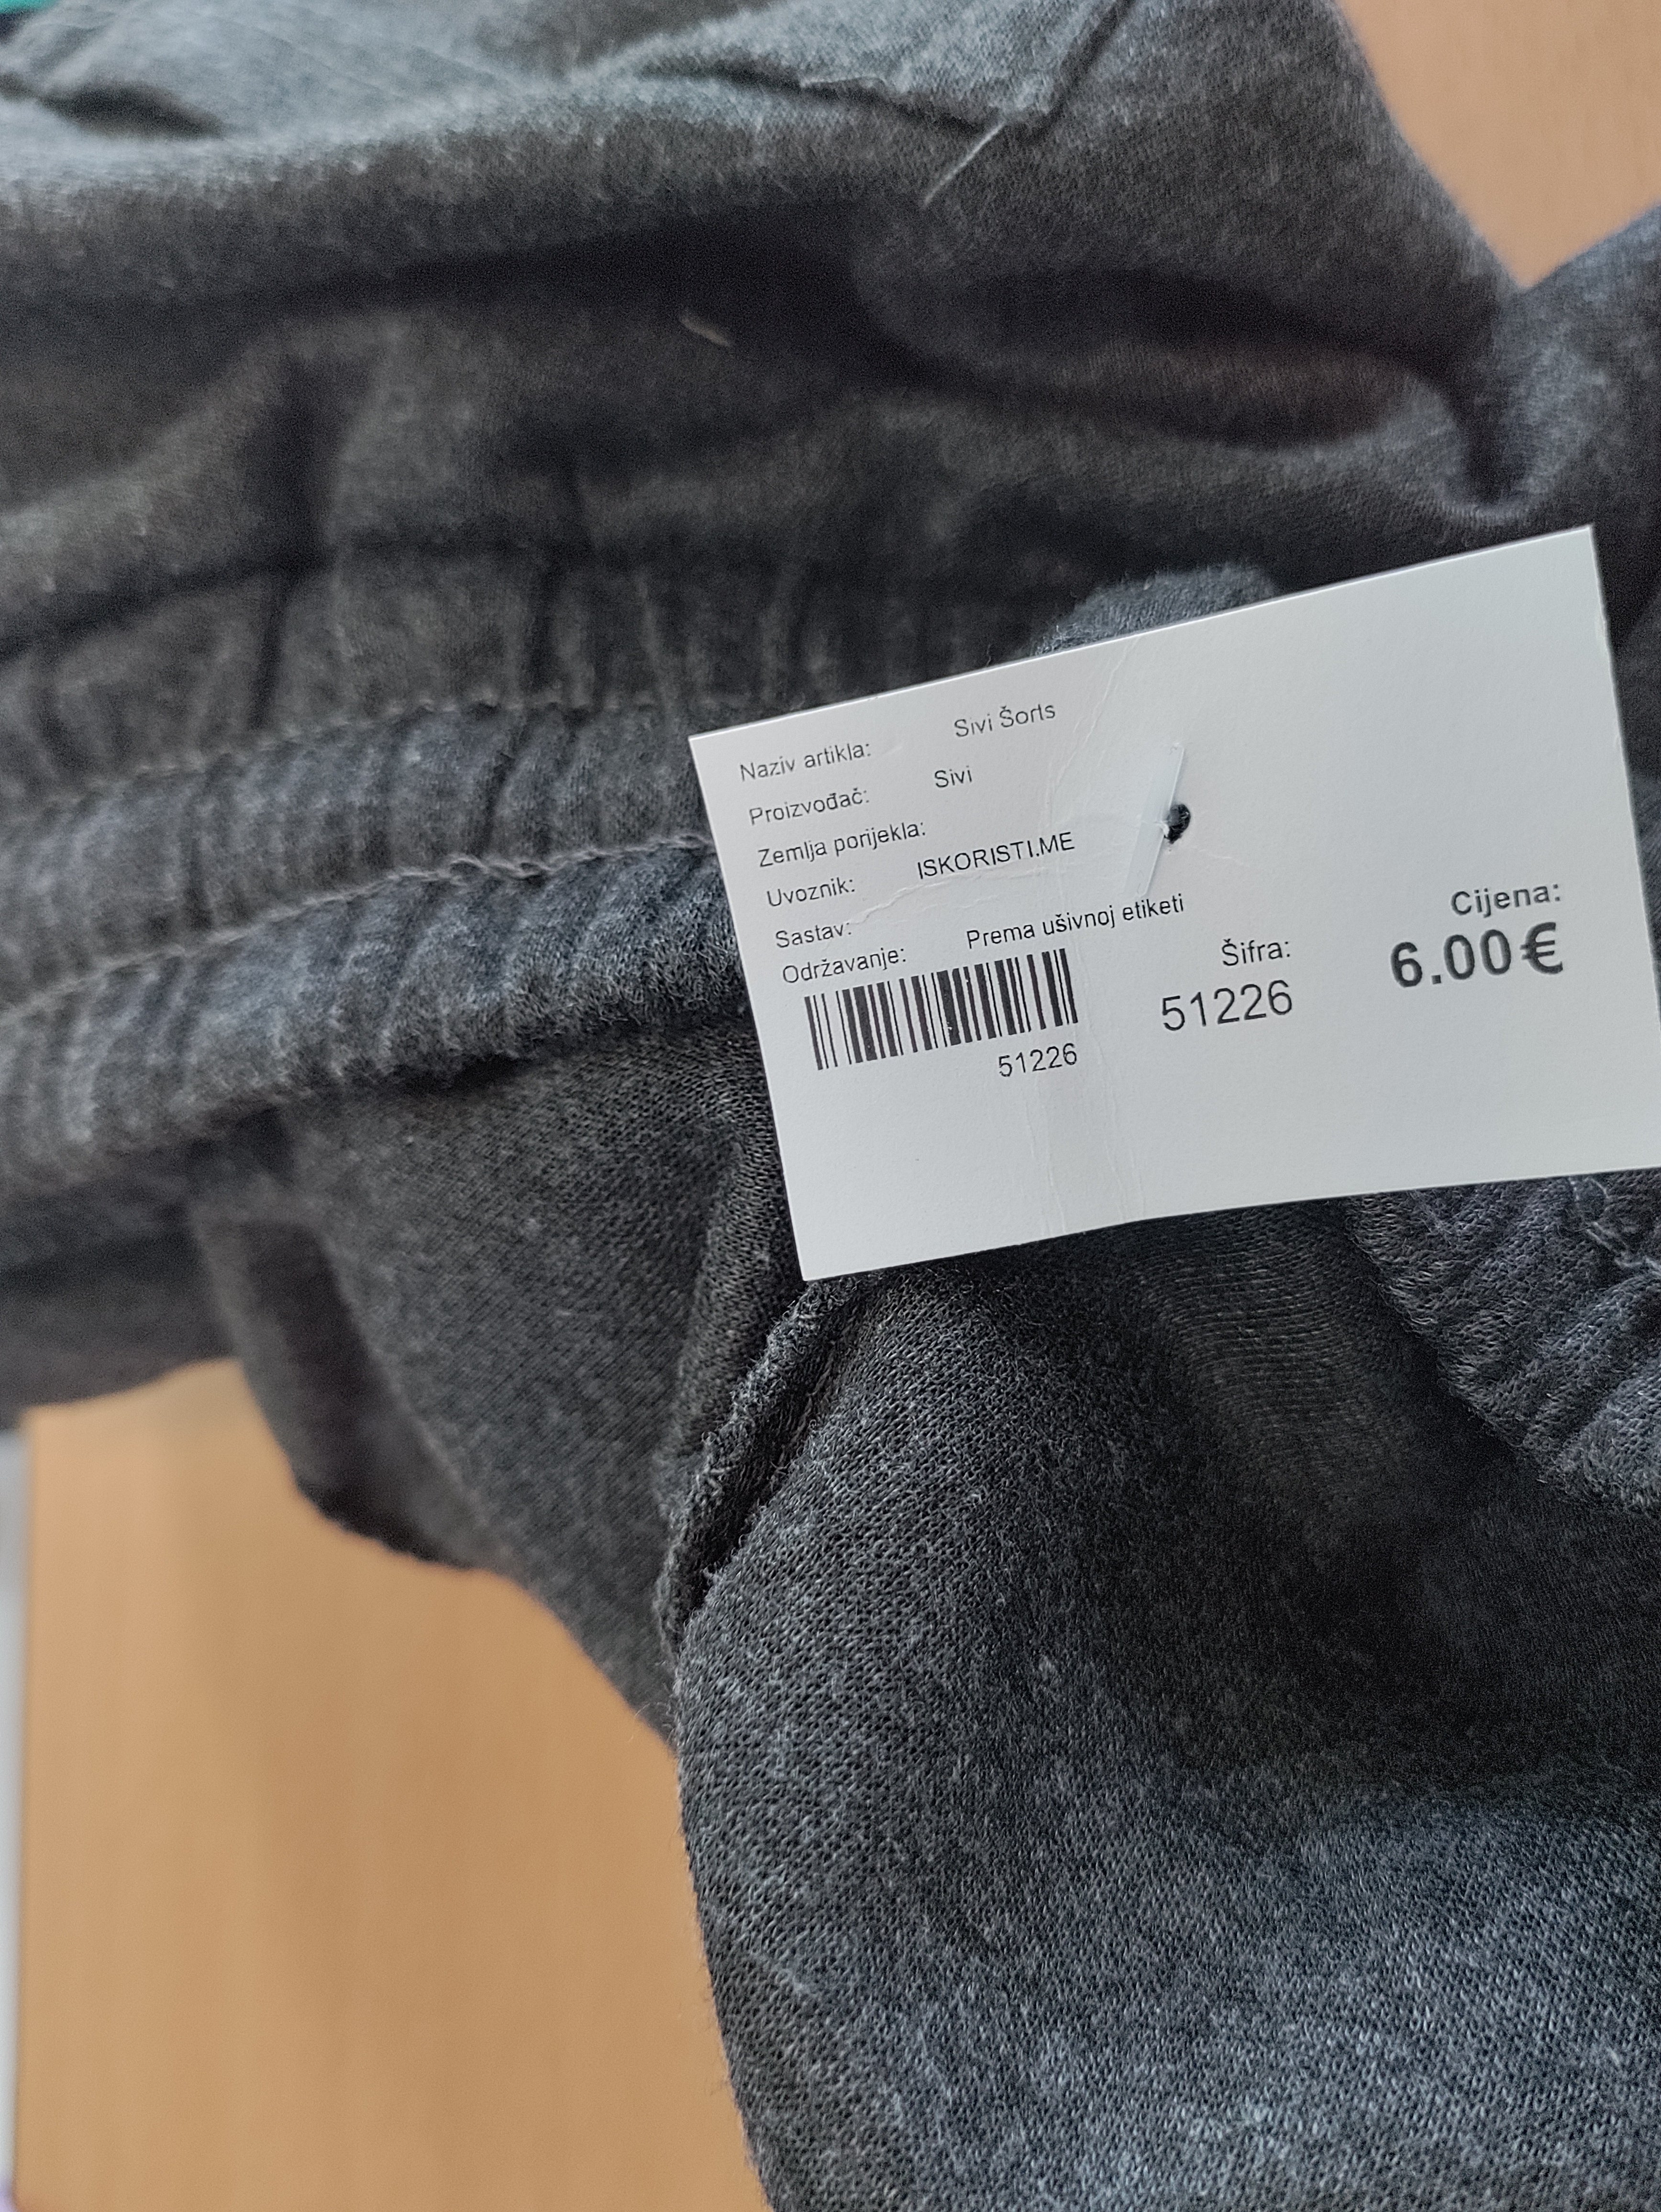 Naziv artikla: Sivi Šorts
Proizvođač: Sivi
Zemlja porijekla:
Uvoznik: ISKORISTI.ME
Sastav:
Održavanje: Prema ušivnoj etiketi
51226
Šifra:
51226
Cijena:
6.00€